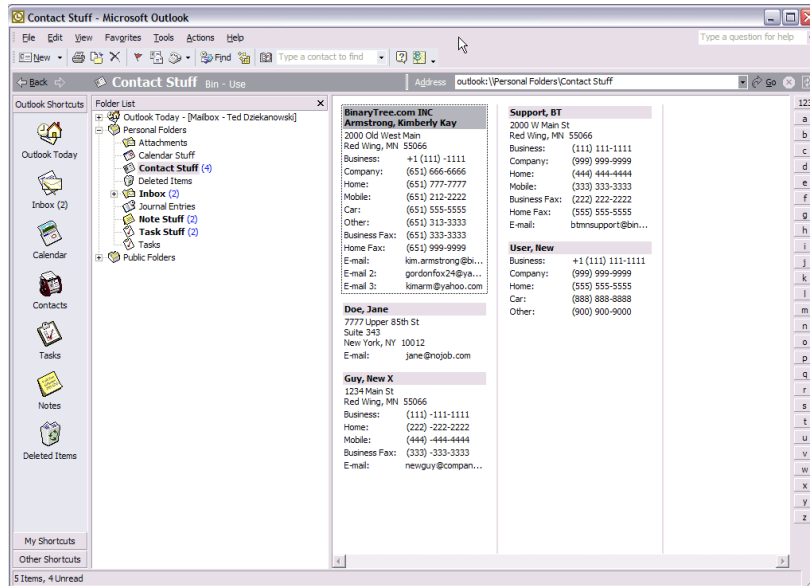 Contact Stuff - Microsoft Outlook
File Edit View Favorites Tools Actions Help
Type a question for help
New Find Type a contact to find
Back Contact Stuff Bin - Use Address outlook:\\Personal Folders\Contact Stuff Go
Outlook Shortcuts
Outlook Today
Inbox (2)
Calendar
Contacts
Tasks
Notes
Deleted Items
My Shortcuts
Other Shortcuts
Folder List
Outlook Today - [Mailbox - Ted Dziekanowski]
Personal Folders
Attachments
Calendar Stuff
Contact Stuff (4)
Deleted Items
Inbox (2)
Journal Entries
Note Stuff (2)
Task Stuff (2)
Tasks
Public Folders
BinaryTree.com INC
Armstrong, Kimberly Kay
2000 Old West Main
Red Wing, MN 55066
Business: +1 (111) -1111
Company: (651) 666-6666
Home: (651) 777-7777
Mobile: (651) 212-2222
Car: (651) 555-5555
Other: (651) 313-3333
Business Fax: (651) 333-3333
Home Fax: (651) 999-9999
E-mail: kim.armstrong@bi...
E-mail 2: gordonfox24@ya...
E-mail 3: kimarm@yahoo.com
Doe, Jane
7777 Upper 85th St
Suite 343
New York, NY 10012
E-mail: jane@nojob.com
Guy, New X
1234 Main St
Red Wing, MN 55066
Business: (111) -111-1111
Home: (222) -222-2222
Mobile: (444) -444-4444
Business Fax: (333) -333-3333
E-mail: newguy@compan...
Support, BT
2000 W Main St
Red Wing, MN 55066
Business: (111) 111-1111
Company: (999) 999-9999
Home: (444) 444-4444
Mobile: (333) 333-3333
Business Fax: (222) 222-2222
Home Fax: (555) 555-5555
E-mail: btmnsupport@bin...
User, New
Business: +1 (111) 111-1111
Company: (999) 999-9999
Home: (555) 555-5555
Car: (888) 888-8888
Other: (900) 900-9000
123
a
b
c
d
e
f
g
h
i
j
k
l
m
n
o
p
q
r
s
t
u
v
w
x
y
z
5 Items, 4 Unread